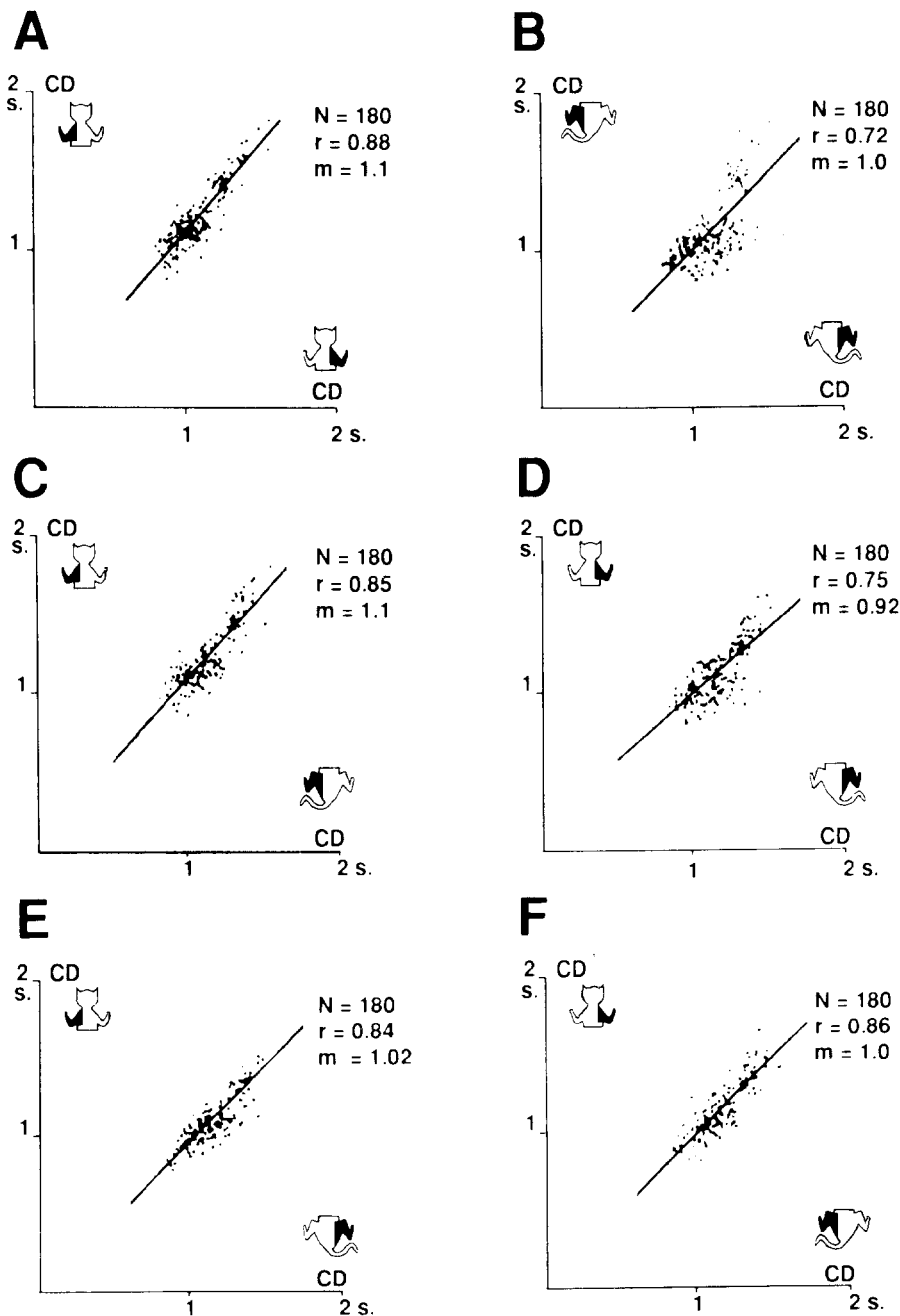 A
2 CD
s.
N = 180
r = 0.88
m = 1.1
1
CD
1 2 s.
B
2 CD
s.
N = 180
r = 0.72
m = 1.0
1
CD
1 2 s.
C
2 CD
s.
N = 180
r = 0.85
m = 1.1
1
CD
1 2 s.
D
2 CD
s.
N = 180
r = 0.75
m = 0.92
1
CD
1 2 s.
E
2 CD
s.
N = 180
r = 0.84
m = 1.02
1
CD
1 2 s.
F
2 CD
s.
N = 180
r = 0.86
m = 1.0
1
CD
1 2 s.